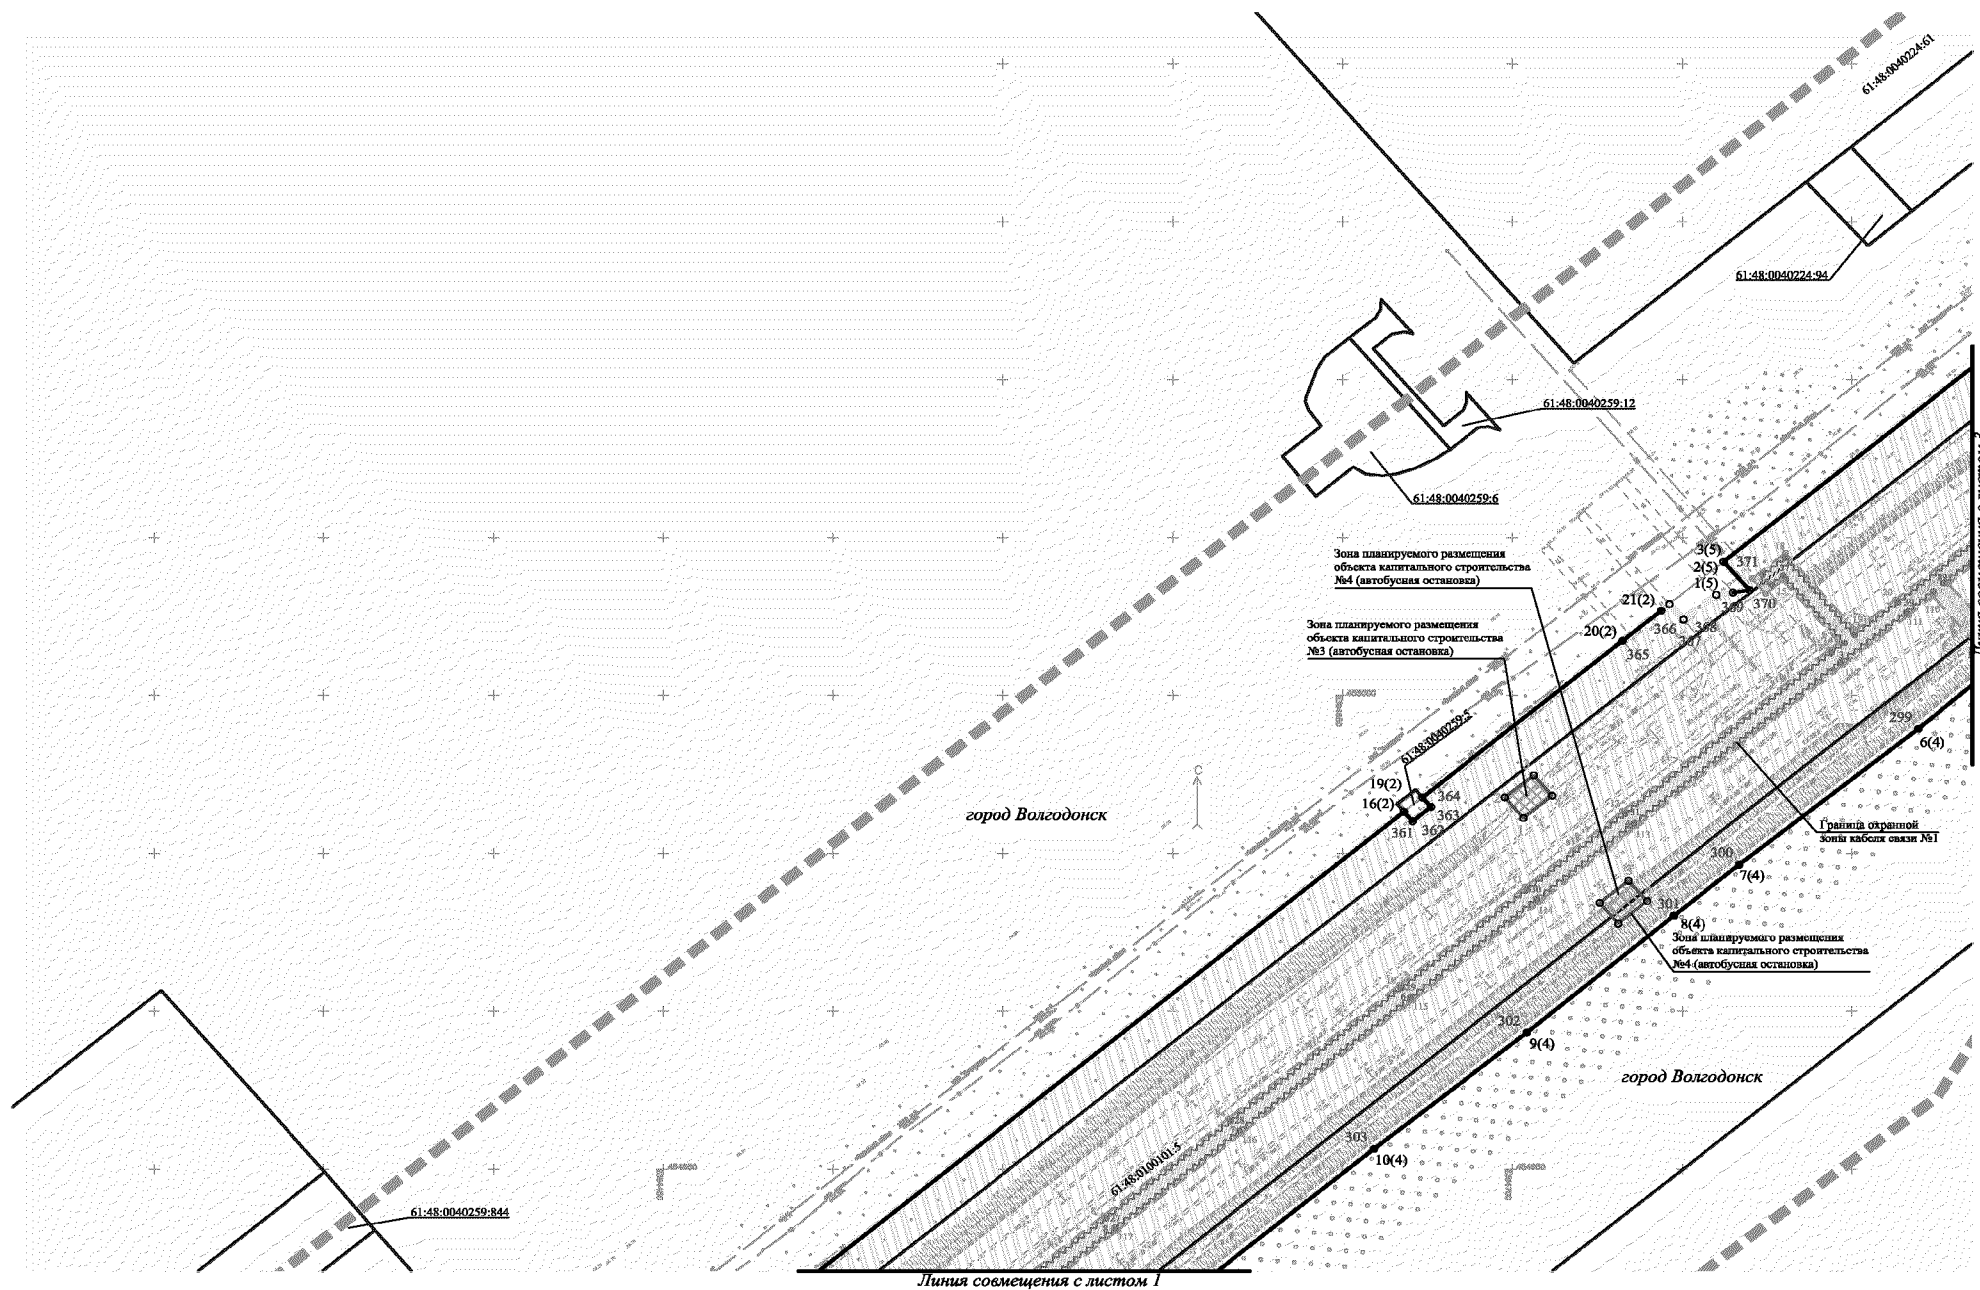 61:48:0040224:61
61:48:0040224:94
61:48:0040259:12
61:48:0040259:6
Зона планируемого размещения
объекта капитального строительства
№4 (автобусная остановка)
3(5)
371
2(5)
1(5)
369
370
21(2)
366
368
367
20(2)
365
Зона планируемого размещения
объекта капитального строительства
№3 (автобусная остановка)
61:48:0040259:5
299
6(4)
С
19(2)
364
16(2)
363
361
362
город Волгодонск
Граница охранной
зоны кабеля связи №1
300
7(4)
301
8(4)
Зона планируемого размещения
объекта капитального строительства
№4 (автобусная остановка)
302
9(4)
город Волгодонск
303
10(4)
61:48:0100101:5
61:48:0040259:844
Линия совмещения с листом 1